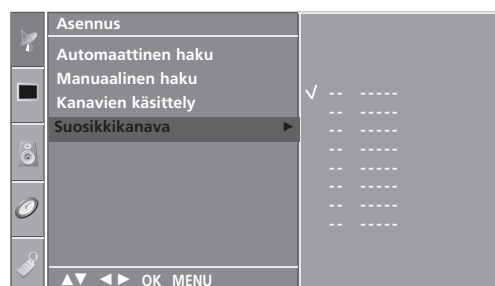 Asennus
Automaattinen haku
Manuaalinen haku
Kanavien käsittely
Suosikkikanava ►
√ -- -----
-- -----
-- -----
-- -----
-- -----
-- -----
-- -----
-- -----
▲▼ ◄► OK MENU